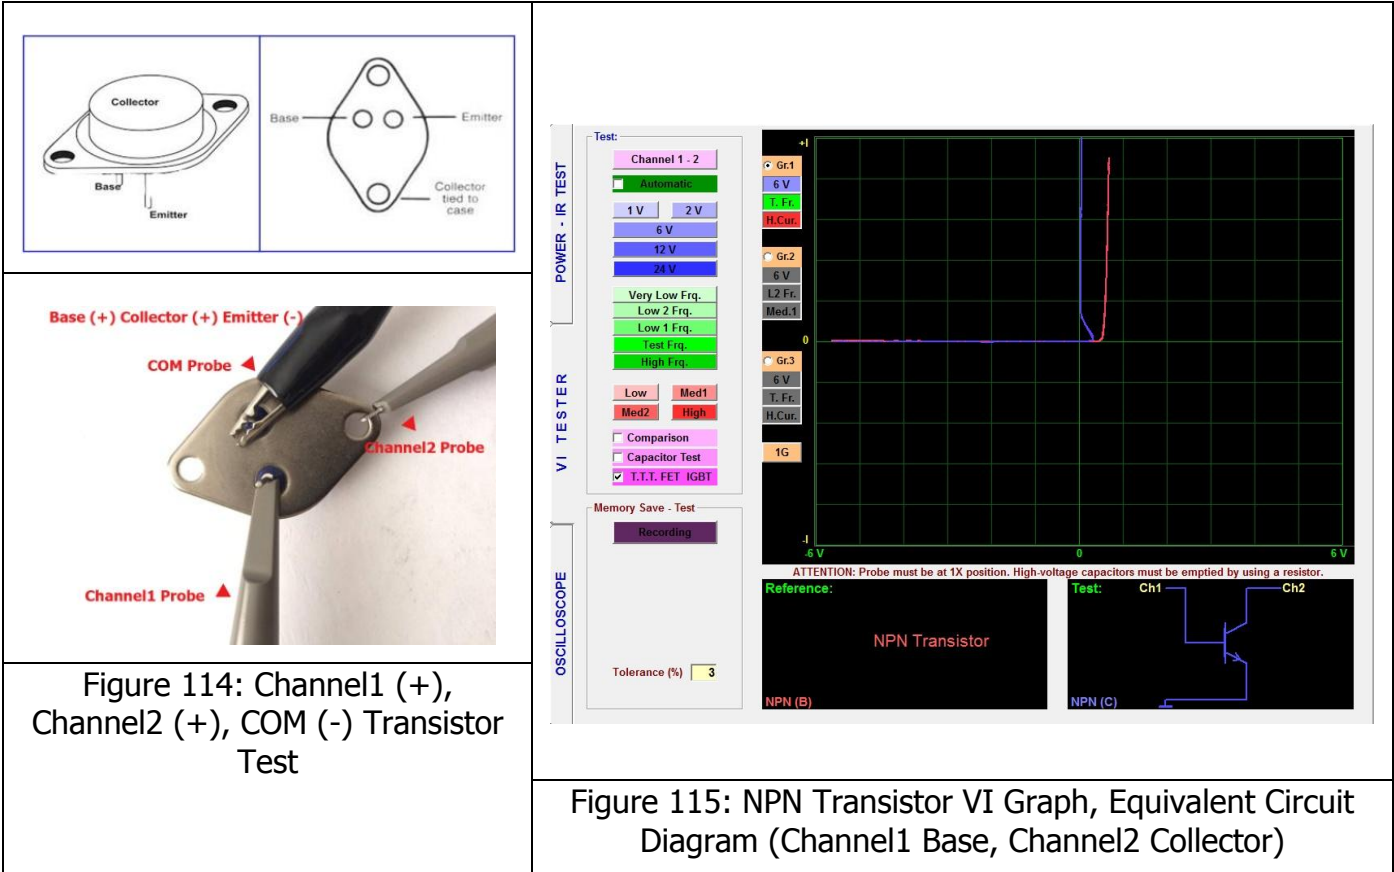 Collector
Base
Emitter
Base
Emitter
Collector
tied to
case
Base (+) Collector (+) Emitter (-)
COM Probe
Channel2 Probe
Channel1 Probe
Figure 114: Channel1 (+),
Channel2 (+), COM (-) Transistor
Test
POWER - IR TEST
VI TESTER
OSCILLOSCOPE
Test:
Channel 1 - 2
Automatic
1 V 2 V
6 V
12 V
24 V
Very Low Frq.
Low 2 Frq.
Low 1 Frq.
Test Frq.
High Frq.
Low Med1
Med2 High
Comparison
Capacitor Test
T.T.T. FET IGBT
Memory Save - Test
Recording
Tolerance (%) 3
Gr.1
6 V
T. Fr.
H.Cur.
Gr.2
6 V
L2 Fr.
Med.1
Gr.3
6 V
T. Fr.
H.Cur.
1G
+I
0
-I
-6 V 0 6 V
ATTENTION: Probe must be at 1X position. High-voltage capacitors must be emptied by using a resistor.
Reference:
NPN Transistor
NPN (B)
Test: Ch1 Ch2
NPN (C)
Figure 115: NPN Transistor VI Graph, Equivalent Circuit
Diagram (Channel1 Base, Channel2 Collector)